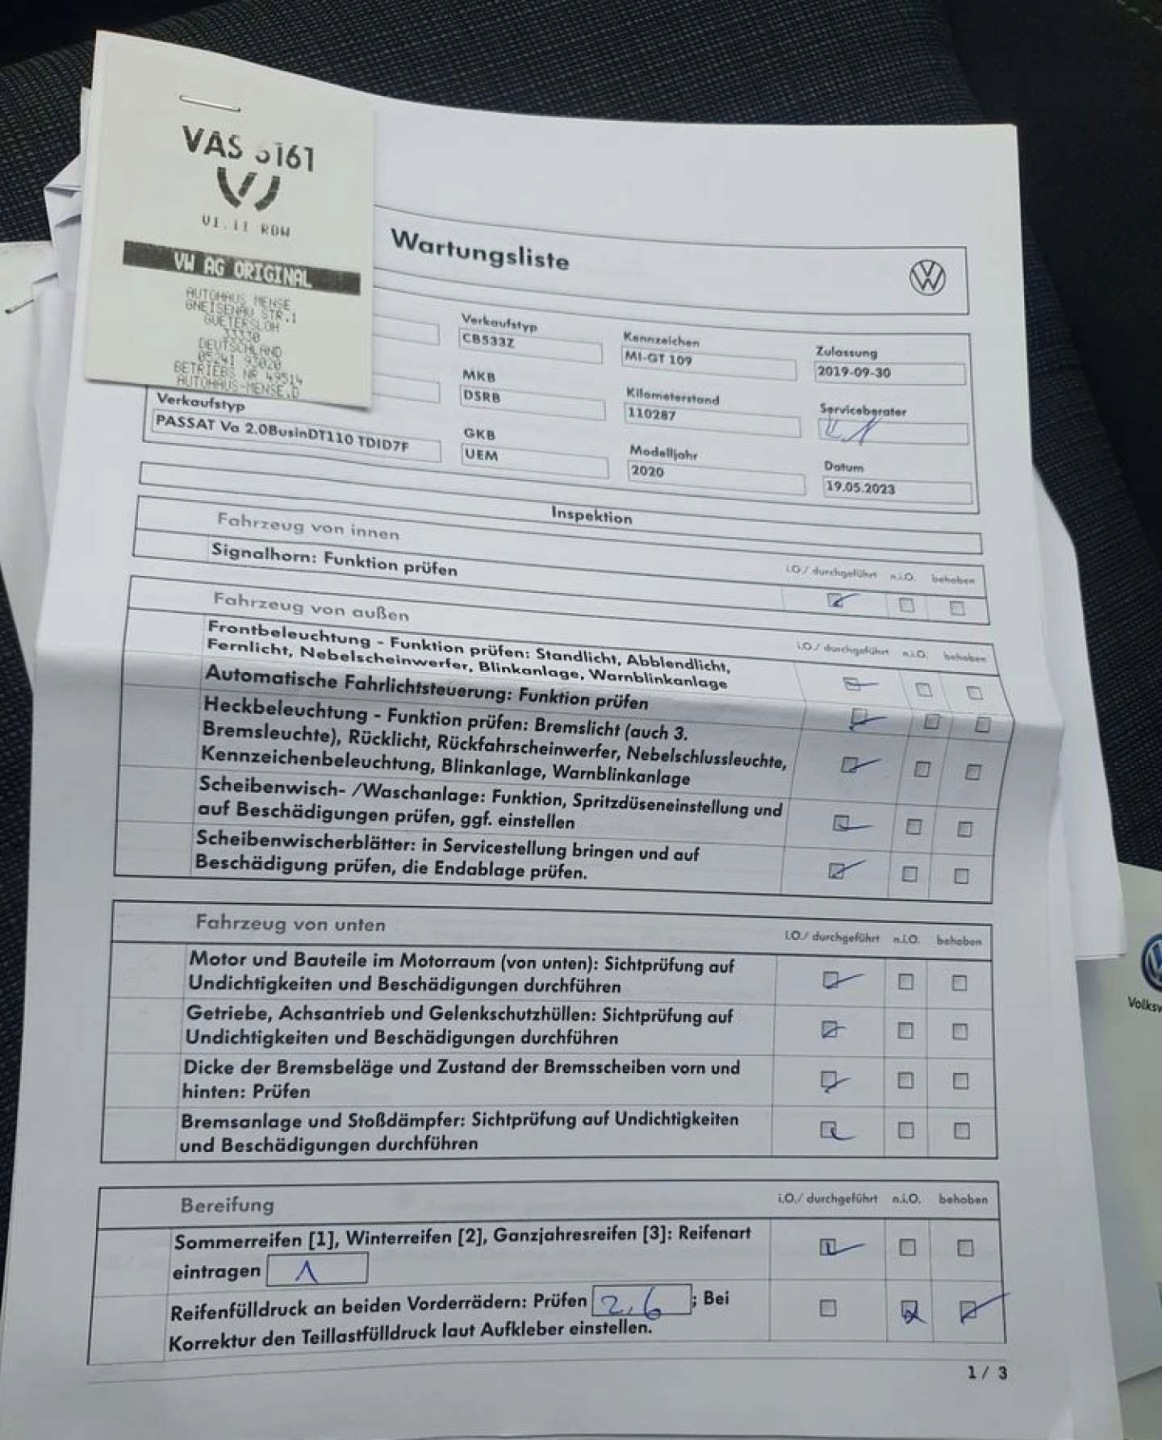 VAS 5161
V1.11 ROW
VW AG ORIGINAL
AUTOHAUS MENSE
GNEISENAU STR.1
GUETERSLOH
33330
DEUTSCHLAND
05241 93020
BETRIEBS NR 49514
AUTOHAUS-MENSE.D
Wartungsliste
Verkaufstyp
CB533Z
Kennzeichen
MI-GT 109
Zulassung
2019-09-30
MKB
DSRB
Kilometerstand
110287
Serviceberater
Verkaufstyp
PASSAT Va 2.0BusinDT110 TDID7F
GKB
UEM
Modelljahr
2020
Datum
19.05.2023
Inspektion
Fahrzeug von innen
i.O./ durchgeführt n.i.O. behoben
Signalhorn: Funktion prüfen
Fahrzeug von außen
i.O./ durchgeführt n.i.O. behoben
Frontbeleuchtung - Funktion prüfen: Standlicht, Abblendlicht,
Fernlicht, Nebelscheinwerfer, Blinkanlage, Warnblinkanlage
Automatische Fahrlichtsteuerung: Funktion prüfen
Heckbeleuchtung - Funktion prüfen: Bremslicht (auch 3.
Bremsleuchte), Rücklicht, Rückfahrscheinwerfer, Nebelschlussleuchte,
Kennzeichenbeleuchtung, Blinkanlage, Warnblinkanlage
Scheibenwisch- /Waschanlage: Funktion, Spritzdüseneinstellung und
auf Beschädigungen prüfen, ggf. einstellen
Scheibenwischerblätter: in Servicestellung bringen und auf
Beschädigung prüfen, die Endablage prüfen.
Fahrzeug von unten
i.O./ durchgeführt n.i.O. behoben
Motor und Bauteile im Motorraum (von unten): Sichtprüfung auf
Undichtigkeiten und Beschädigungen durchführen
Getriebe, Achsantrieb und Gelenkschutzhüllen: Sichtprüfung auf
Undichtigkeiten und Beschädigungen durchführen
Dicke der Bremsbeläge und Zustand der Bremsscheiben vorn und
hinten: Prüfen
Bremsanlage und Stoßdämpfer: Sichtprüfung auf Undichtigkeiten
und Beschädigungen durchführen
Bereifung
i.O./ durchgeführt n.i.O. behoben
Sommerreifen [1], Winterreifen [2], Ganzjahresreifen [3]: Reifenart
eintragen 1
Reifenfülldruck an beiden Vorderrädern: Prüfen 2,6 ; Bei
Korrektur den Teillastfülldruck laut Aufkleber einstellen.
1 / 3
Volksw